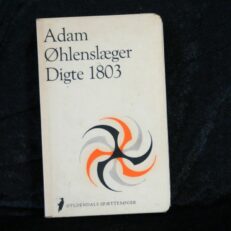 Adam
Øhlenslæger
Digte 1803
GYLDENDALS SPÆTTEBØGER